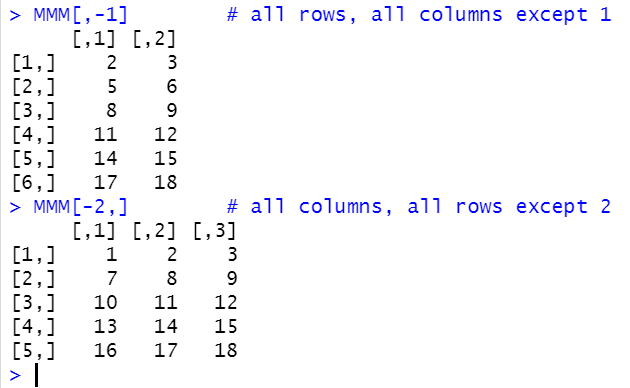 > MMM[,-1]        # all rows, all columns except 1
     [,1] [,2]
[1,]    2    3
[2,]    5    6
[3,]    8    9
[4,]   11   12
[5,]   14   15
[6,]   17   18
> MMM[-2,]        # all columns, all rows except 2
     [,1] [,2] [,3]
[1,]    1    2    3
[2,]    7    8    9
[3,]   10   11   12
[4,]   13   14   15
[5,]   16   17   18
>